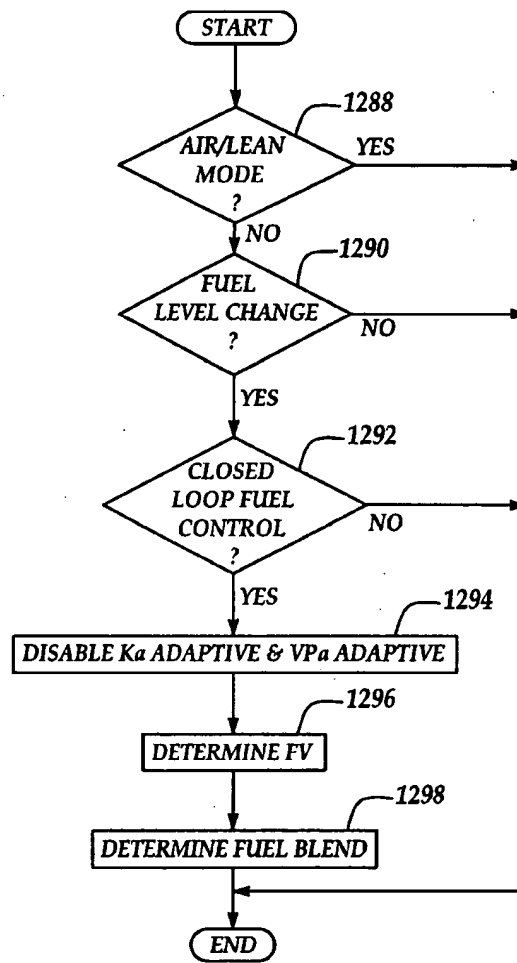 START
1288
AIR/LEAN
MODE
?
YES
NO
1290
FUEL
LEVEL CHANGE
?
NO
YES
1292
CLOSED
LOOP FUEL
CONTROL
?
NO
YES
1294
DISABLE Ka ADAPTIVE & VPa ADAPTIVE
1296
DETERMINE FV
1298
DETERMINE FUEL BLEND
END